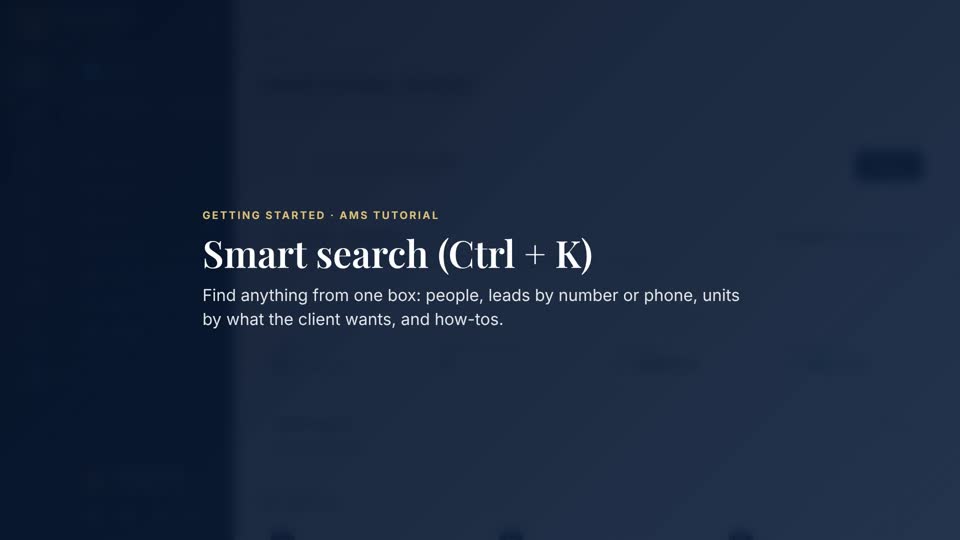 GETTING STARTED · AMS TUTORIAL
Smart search (Ctrl + K)
Find anything from one box: people, leads by number or phone, units
by what the client wants, and how-tos.